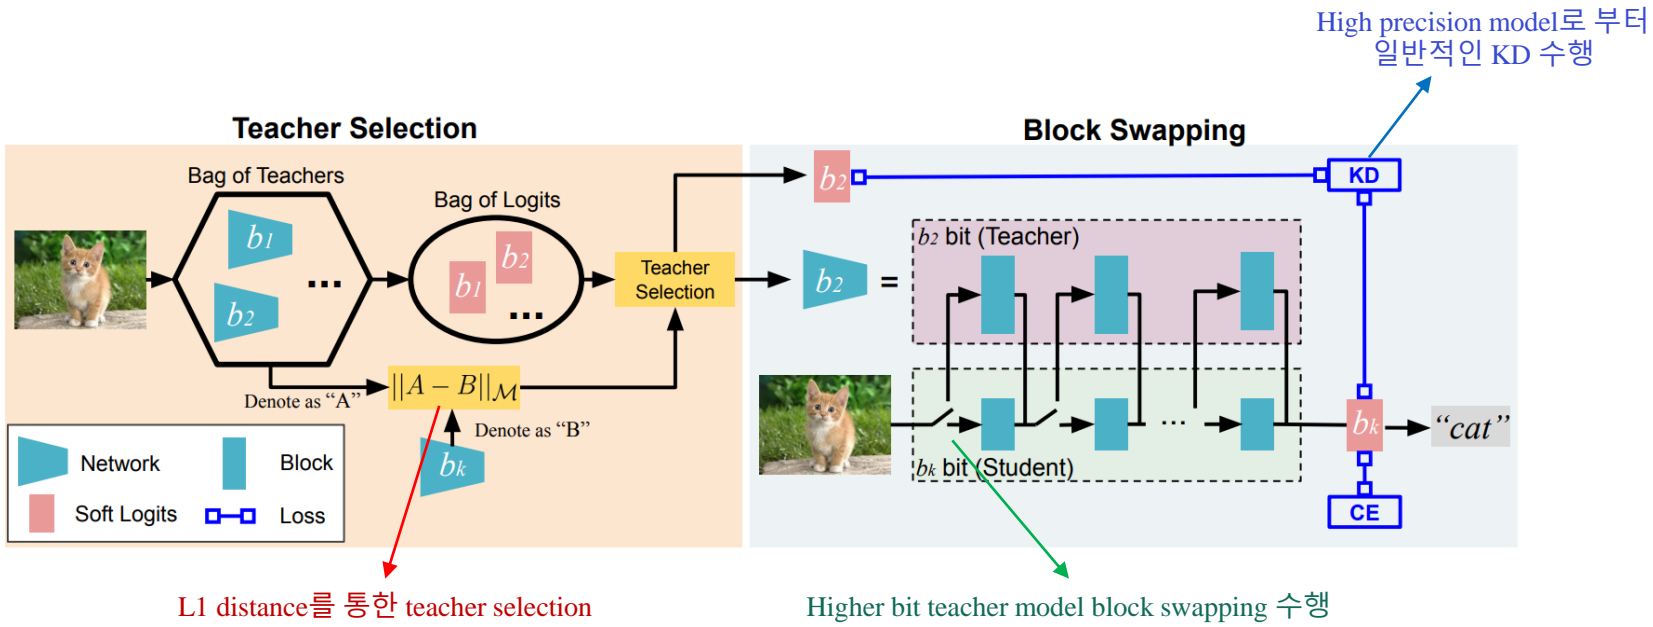 High precision model로 부터
일반적인 KD 수행
Teacher Selection
Block Swapping
Bag of Teachers
b1
b2
...
Bag of Logits
b2
b1
...
Teacher
Selection
Denote as “A”
||A − B||M
Denote as “B”
bk
Network
Block
Soft Logits
Loss
b2
KD
b2
=
b2 bit (Teacher)
...
bk bit (Student)
bk
“cat”
CE
L1 distance를 통한 teacher selection
Higher bit teacher model block swapping 수행